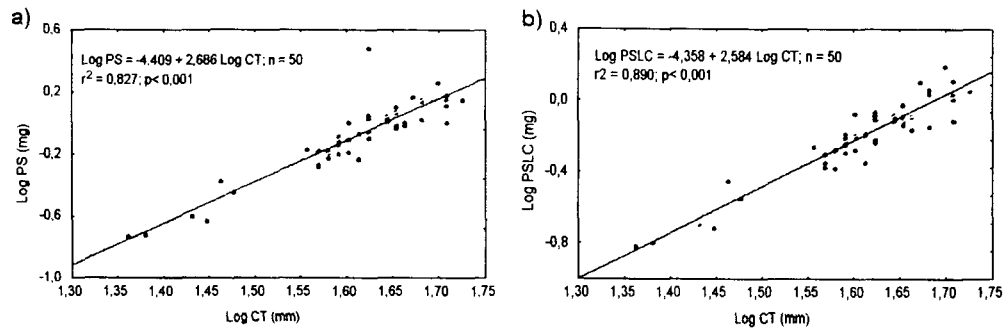 a)
Log PS = -4.409 + 2,686 Log CT; n = 50
r² = 0,827; p< 0,001
Log PS (mg)
0,6
0,2
-0.2
-0.6
-1,0
1,30 1,35 1,40 1,45 1,50 1,55 1,60 1,65 1,70 1,75
Log CT (mm)
b)
Log PSLC = -4,358 + 2,584 Log CT; n = 50
r2 = 0,890; p< 0,001
Log PSLC (mg)
0,4
0,0
-0,4
-0,8
1,30 1,35 1,40 1,45 1,50 1,55 1,60 1,65 1,70 1,75
Log CT (mm)